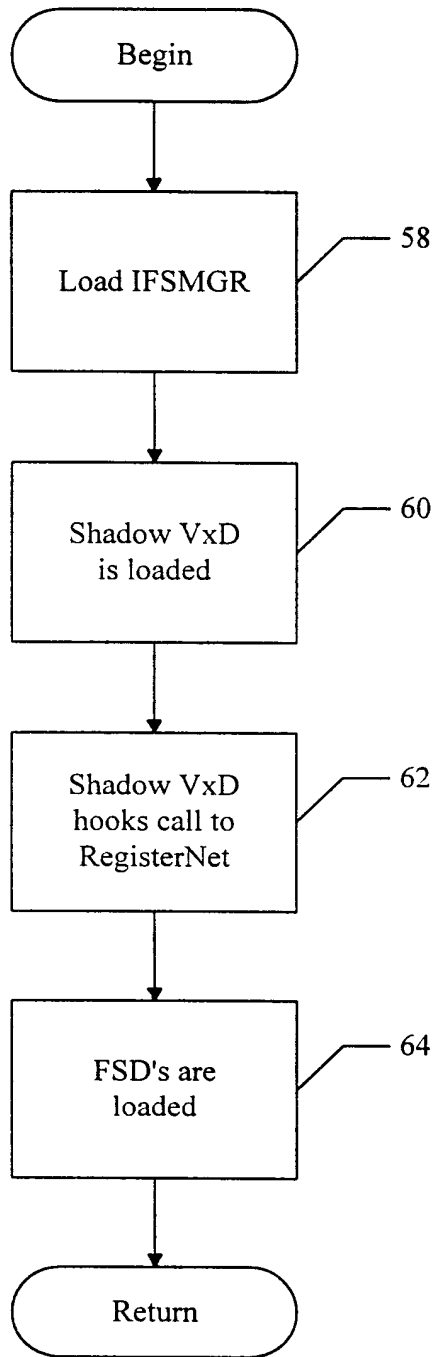 Begin
Load IFSMGR
58
Shadow VxD
is loaded
60
Shadow VxD
hooks call to
RegisterNet
62
FSD's are
loaded
64
Return